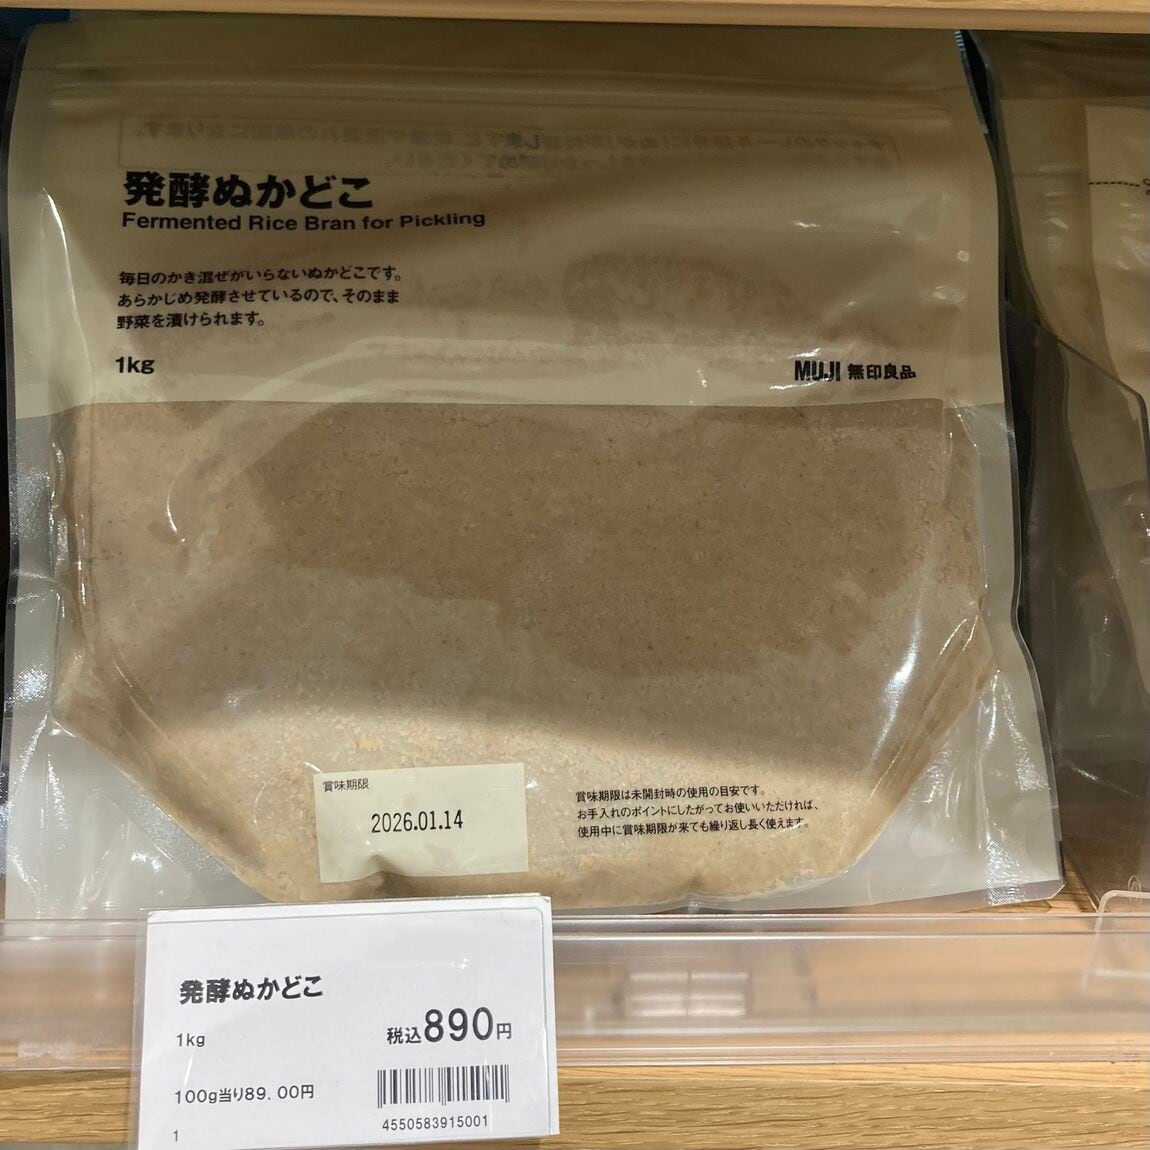 発酵ぬかどこ
Fermented Rice Bran for Pickling
毎日のかき混ぜがいらないぬかどこです。
あらかじめ発酵させているので、そのまま
野菜を漬けられます。
1kg
MUJI 無印良品
賞味期限
2026.01.14
賞味期限は未開封時の使用の目安です。
お手入れのポイントにしたがってお使いいただければ、
使用中に賞味期限が来ても繰り返し長く使えます。
発酵ぬかどこ
1kg
税込890円
100g当り89.00円
4550583915001
1